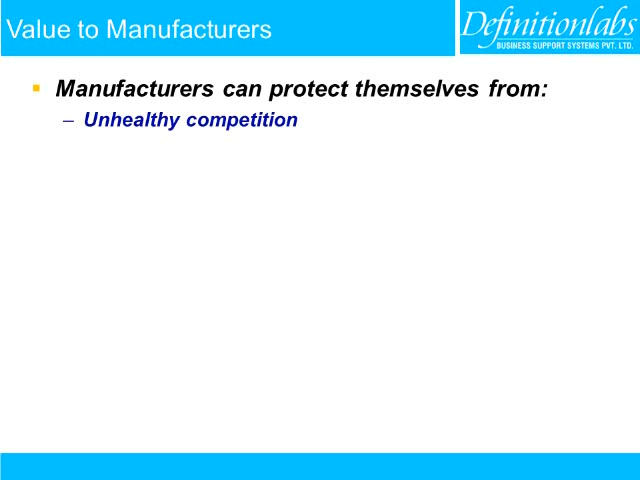 Value to Manufacturers
Definitionlabs
BUSINESS SUPPORT SYSTEMS PVT. LTD.
▪ Manufacturers can protect themselves from:
– Unhealthy competition